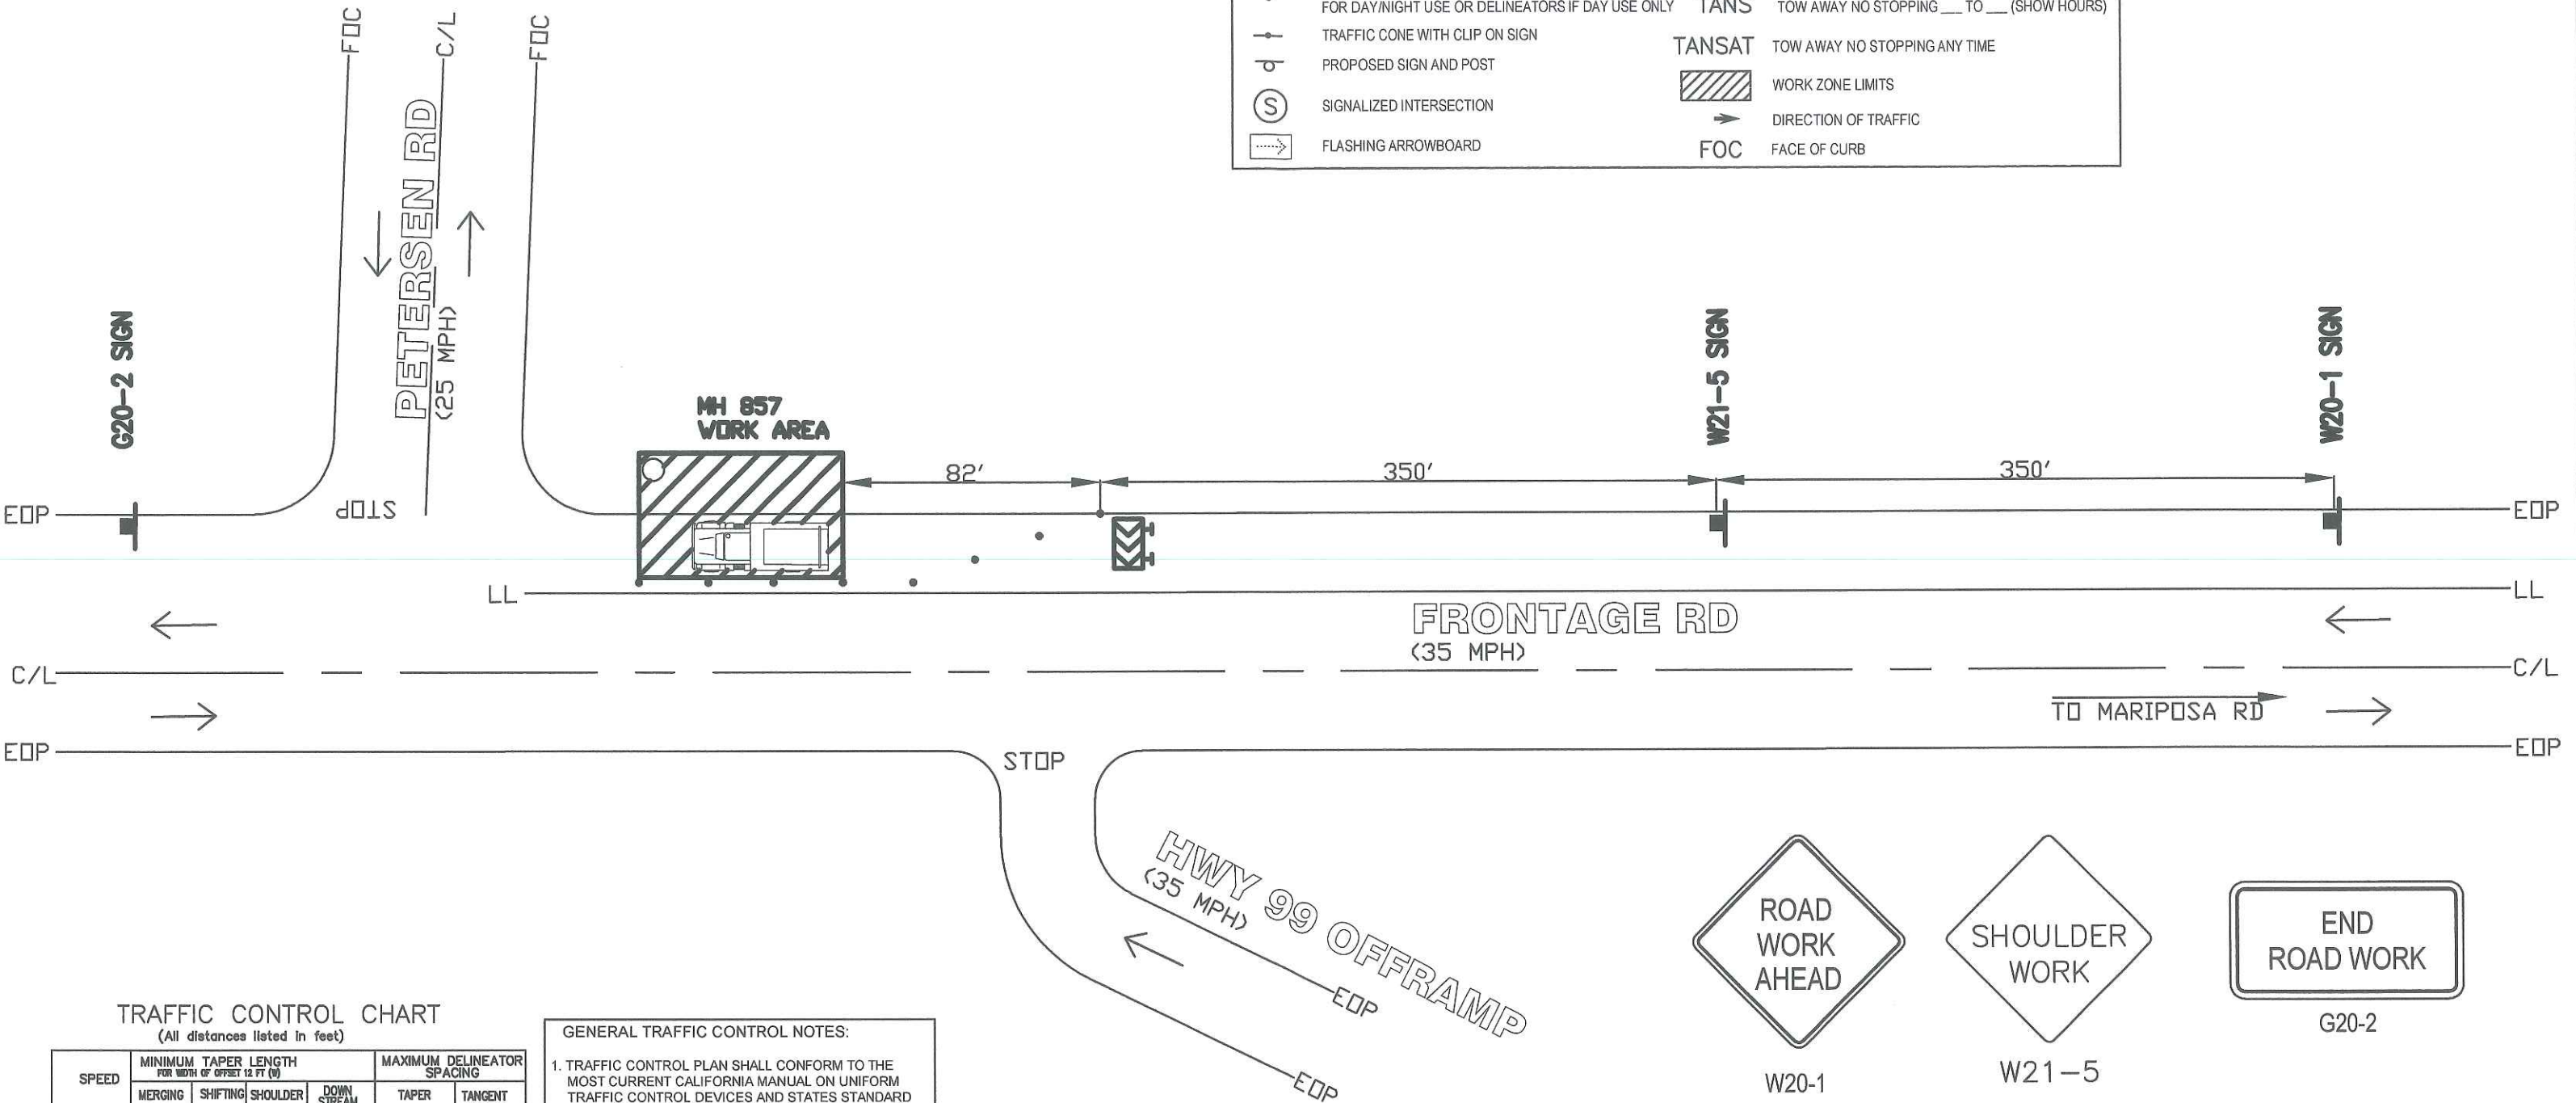 FOR DAY/NIGHT USE OR DELINEATORS IF DAY USE ONLY
TANS TOW AWAY NO STOPPING ___ TO ___ (SHOW HOURS)
TRAFFIC CONE WITH CLIP ON SIGN
TANSAT TOW AWAY NO STOPPING ANY TIME
PROPOSED SIGN AND POST
WORK ZONE LIMITS
S SIGNALIZED INTERSECTION
DIRECTION OF TRAFFIC
FLASHING ARROWBOARD
FOC FACE OF CURB
FOC
C/L
FOC
PETERSEN RD
(25 MPH)
G20-2 SIGN
MH 857
WORK AREA
W21-5 SIGN
W20-1 SIGN
82'
350'
350'
EOP
STOP
EOP
LL
LL
FRONTAGE RD
(35 MPH)
C/L
C/L
TO MARIPOSA RD
EOP
STOP
EOP
HWY 99 OFFRAMP
(35 MPH)
EOP
EOP
ROAD
WORK
AHEAD
W20-1
SHOULDER
WORK
W21-5
END
ROAD WORK
G20-2
TRAFFIC CONTROL CHART
(All distances listed in feet)
SPEED
MINIMUM TAPER LENGTH
FOR WIDTH OF OFFSET 12 FT (W)
MAXIMUM DELINEATOR
SPACING
MERGING SHIFTING SHOULDER DOWN
STREAM
TAPER TANGENT
GENERAL TRAFFIC CONTROL NOTES:
1. TRAFFIC CONTROL PLAN SHALL CONFORM TO THE
MOST CURRENT CALIFORNIA MANUAL ON UNIFORM
TRAFFIC CONTROL DEVICES AND STATES STANDARD